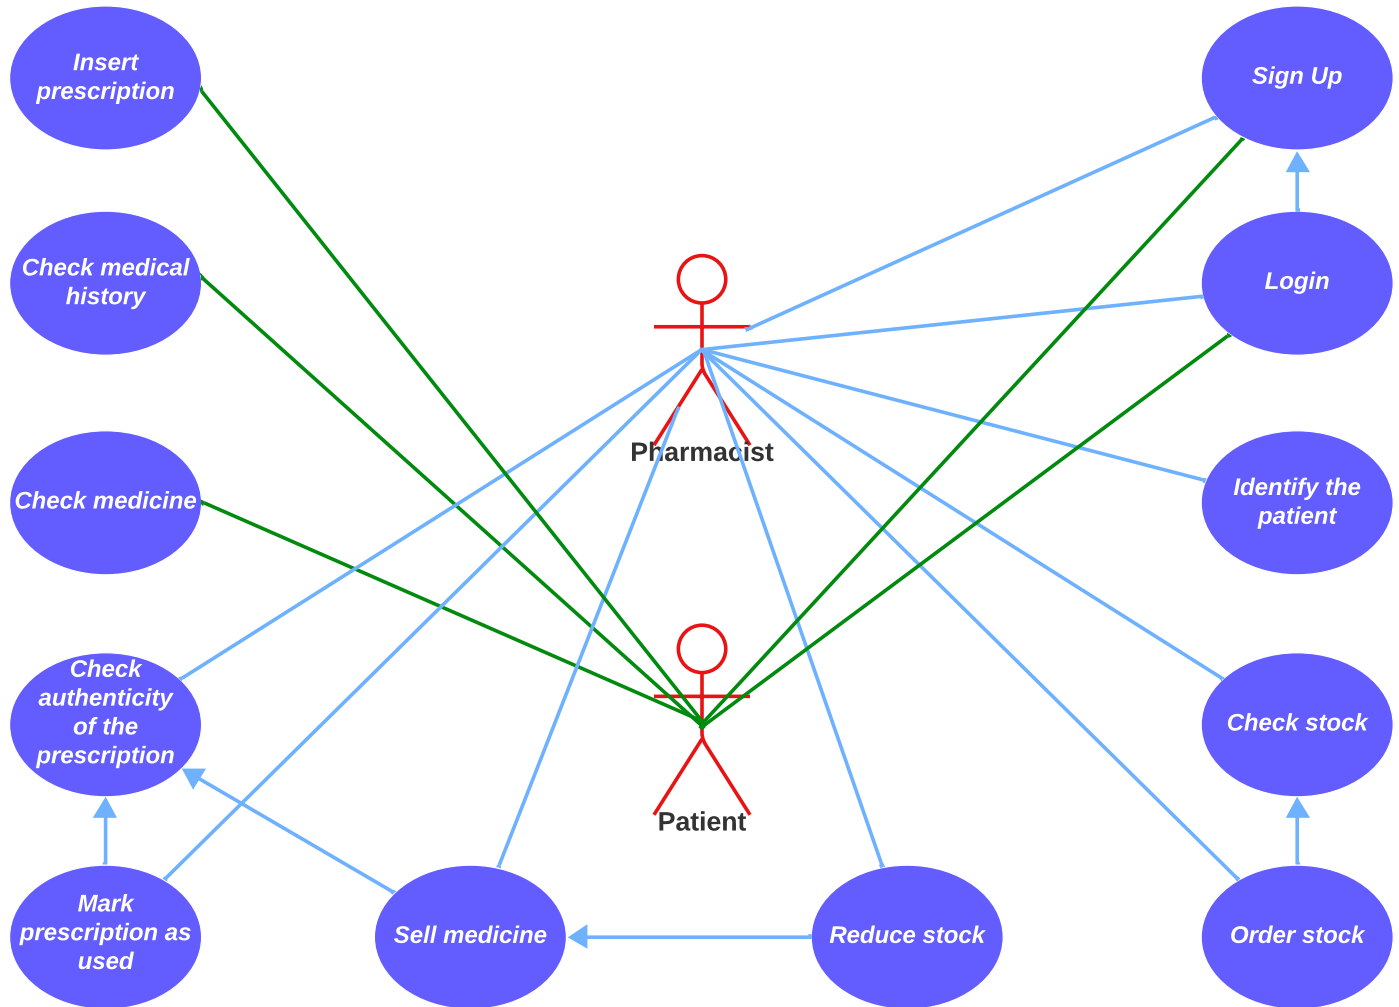 Insert
prescription
Sign Up
Check medical
history
Login
Pharmacist
Check medicine
Identify the
patient
Check
authenticity
of the
prescription
Check stock
Patient
Mark
prescription as
used
Sell medicine
Reduce stock
Order stock